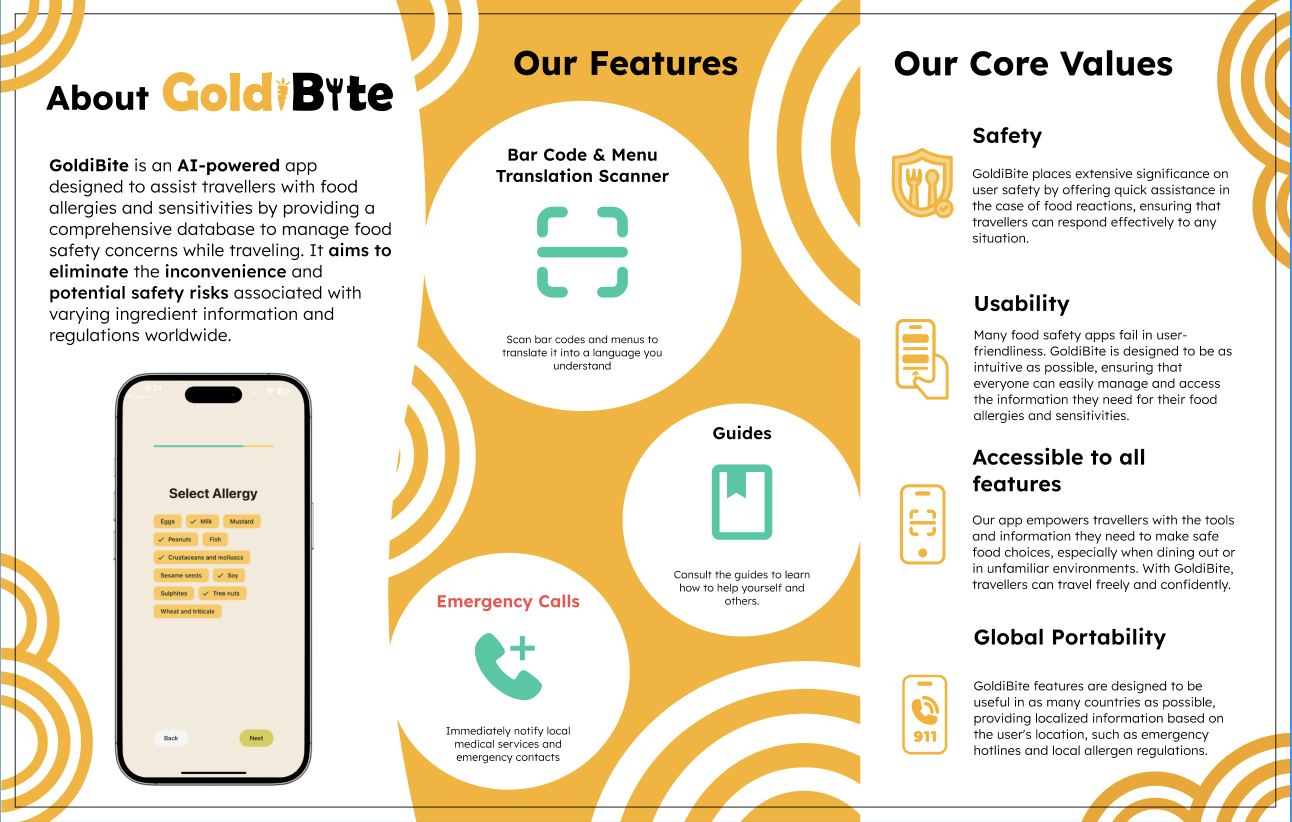 About GoldiBite
GoldiBite is an AI-powered app
designed to assist travellers with food
allergies and sensitivities by providing a
comprehensive database to manage food
safety concerns while traveling. It aims to
eliminate the inconvenience and
potential safety risks associated with
varying ingredient information and
regulations worldwide.
Select Allergy
Eggs Milk Mustard
Peanuts Fish
Crustaceans and molluscs
Sesame seeds Soy
Sulphites Tree nuts
Wheat and triticale
Back Next
Our Features
Bar Code & Menu
Translation Scanner
Scan bar codes and menus to
translate it into a language you
understand
Guides
Consult the guides to learn
how to help yourself and
others.
Emergency Calls
Immediately notify local
medical services and
emergency contacts
Our Core Values
Safety
GoldiBite places extensive significance on
user safety by offering quick assistance in
the case of food reactions, ensuring that
travellers can respond effectively to any
situation.
Usability
Many food safety apps fail in user-
friendliness. GoldiBite is designed to be as
intuitive as possible, ensuring that
everyone can easily manage and access
the information they need for their food
allergies and sensitivities.
Accessible to all
features
Our app empowers travellers with the tools
and information they need to make safe
food choices, especially when dining out or
in unfamiliar environments. With GoldiBite,
travellers can travel freely and confidently.
Global Portability
GoldiBite features are designed to be
useful in as many countries as possible,
providing localized information based on
the user's location, such as emergency
hotlines and local allergen regulations.
911